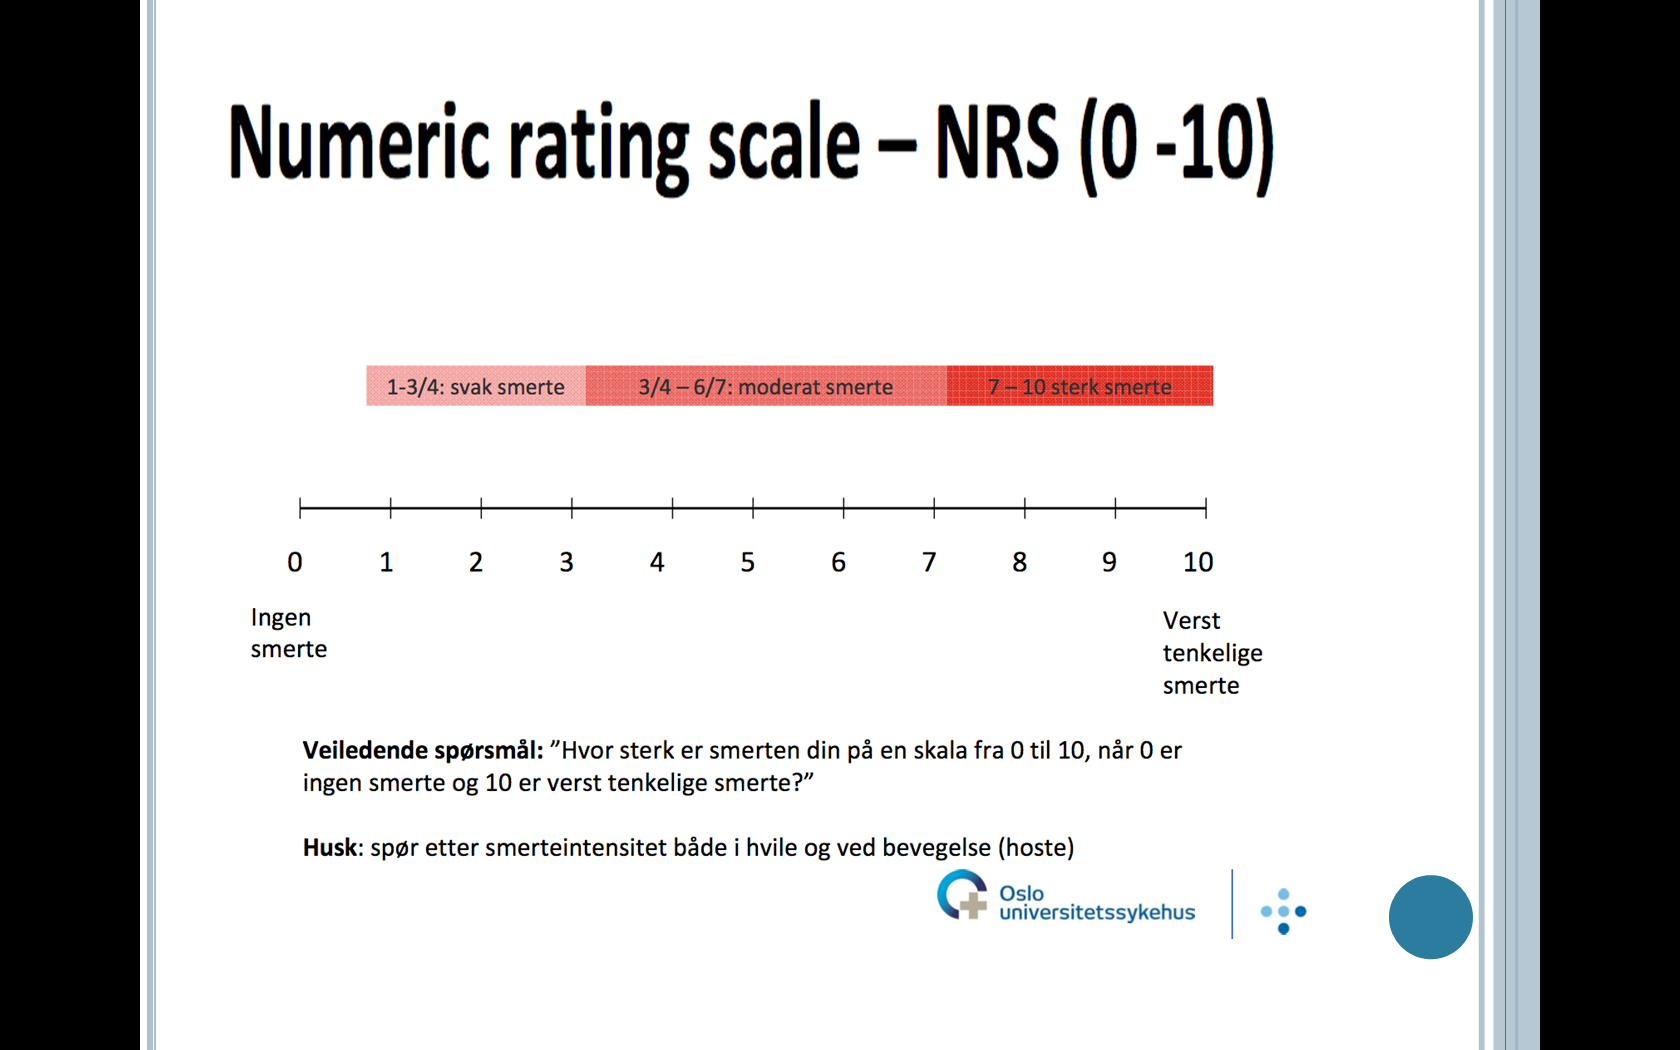 Numeric rating scale – NRS (0 -10)
1-3/4: svak smerte 3/4 – 6/7: moderat smerte 7 – 10 sterk smerte
0 1 2 3 4 5 6 7 8 9 10
Ingen
smerte
Verst
tenkelige
smerte
Veiledende spørsmål: ”Hvor sterk er smerten din på en skala fra 0 til 10, når 0 er
ingen smerte og 10 er verst tenkelige smerte?”
Husk: spør etter smerteintensitet både i hvile og ved bevegelse (hoste)
Oslo
universitetssykehus